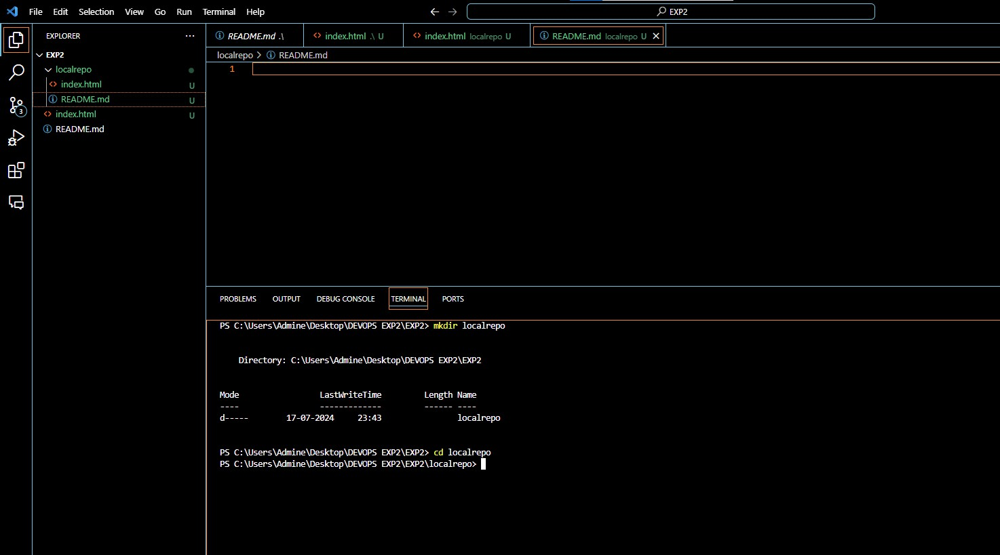 File Edit Selection View Go Run Terminal Help
EXP2
EXPLORER
EXP2
localrepo
index.html U
README.md U
index.html U
README.md
3
README.md .\ index.html .\ U index.html localrepo U README.md localrepo U
localrepo > README.md
1
PROBLEMS OUTPUT DEBUG CONSOLE TERMINAL PORTS
PS C:\Users\Admine\Desktop\DEVOPS EXP2\EXP2> mkdir localrepo
Directory: C:\Users\Admine\Desktop\DEVOPS EXP2\EXP2
Mode LastWriteTime Length Name
---- ------------- ------ ----
d----- 17-07-2024 23:43 localrepo
PS C:\Users\Admine\Desktop\DEVOPS EXP2\EXP2> cd localrepo
PS C:\Users\Admine\Desktop\DEVOPS EXP2\EXP2\localrepo>